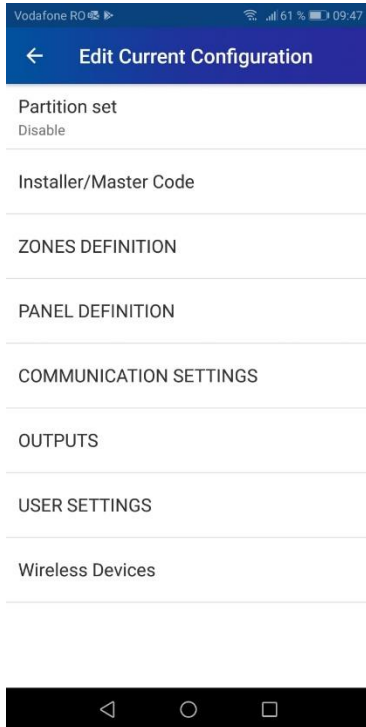 Vodafone RO 61 % 09:47
Edit Current Configuration
Partition set
Disable
Installer/Master Code
ZONES DEFINITION
PANEL DEFINITION
COMMUNICATION SETTINGS
OUTPUTS
USER SETTINGS
Wireless Devices